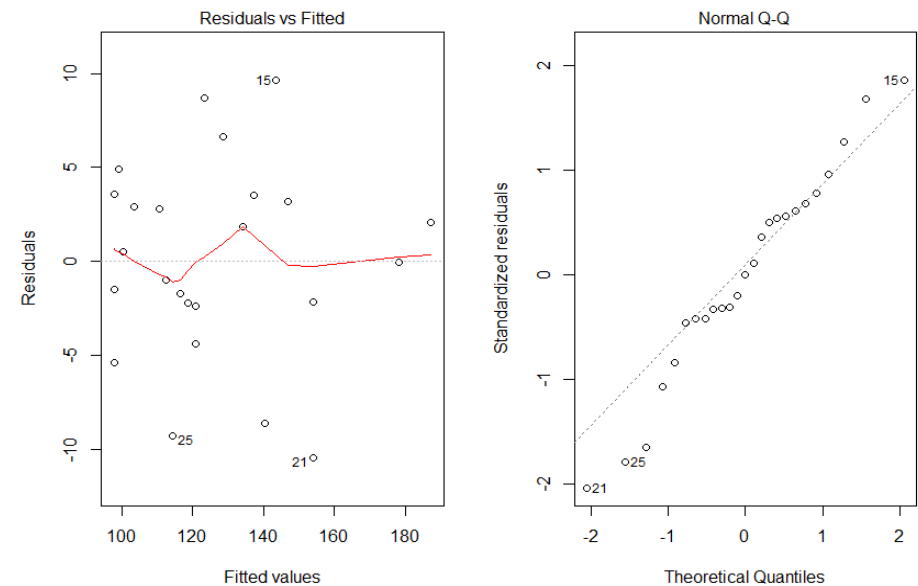 Residuals vs Fitted
Residuals
10
5
0
-5
-10
15
25
21
100 120 140 160 180
Fitted values
Normal Q-Q
Standardized residuals
2
1
0
-1
-2
15
25
21
-2 -1 0 1 2
Theoretical Quantiles